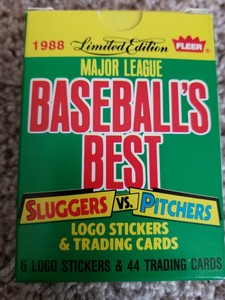 1988 Limited Edition FLEER
MAJOR LEAGUE
BASEBALL'S
BEST
SLUGGERS VS. PITCHERS
LOGO STICKERS
& TRADING CARDS
6 LOGO STICKERS & 44 TRADING CARDS